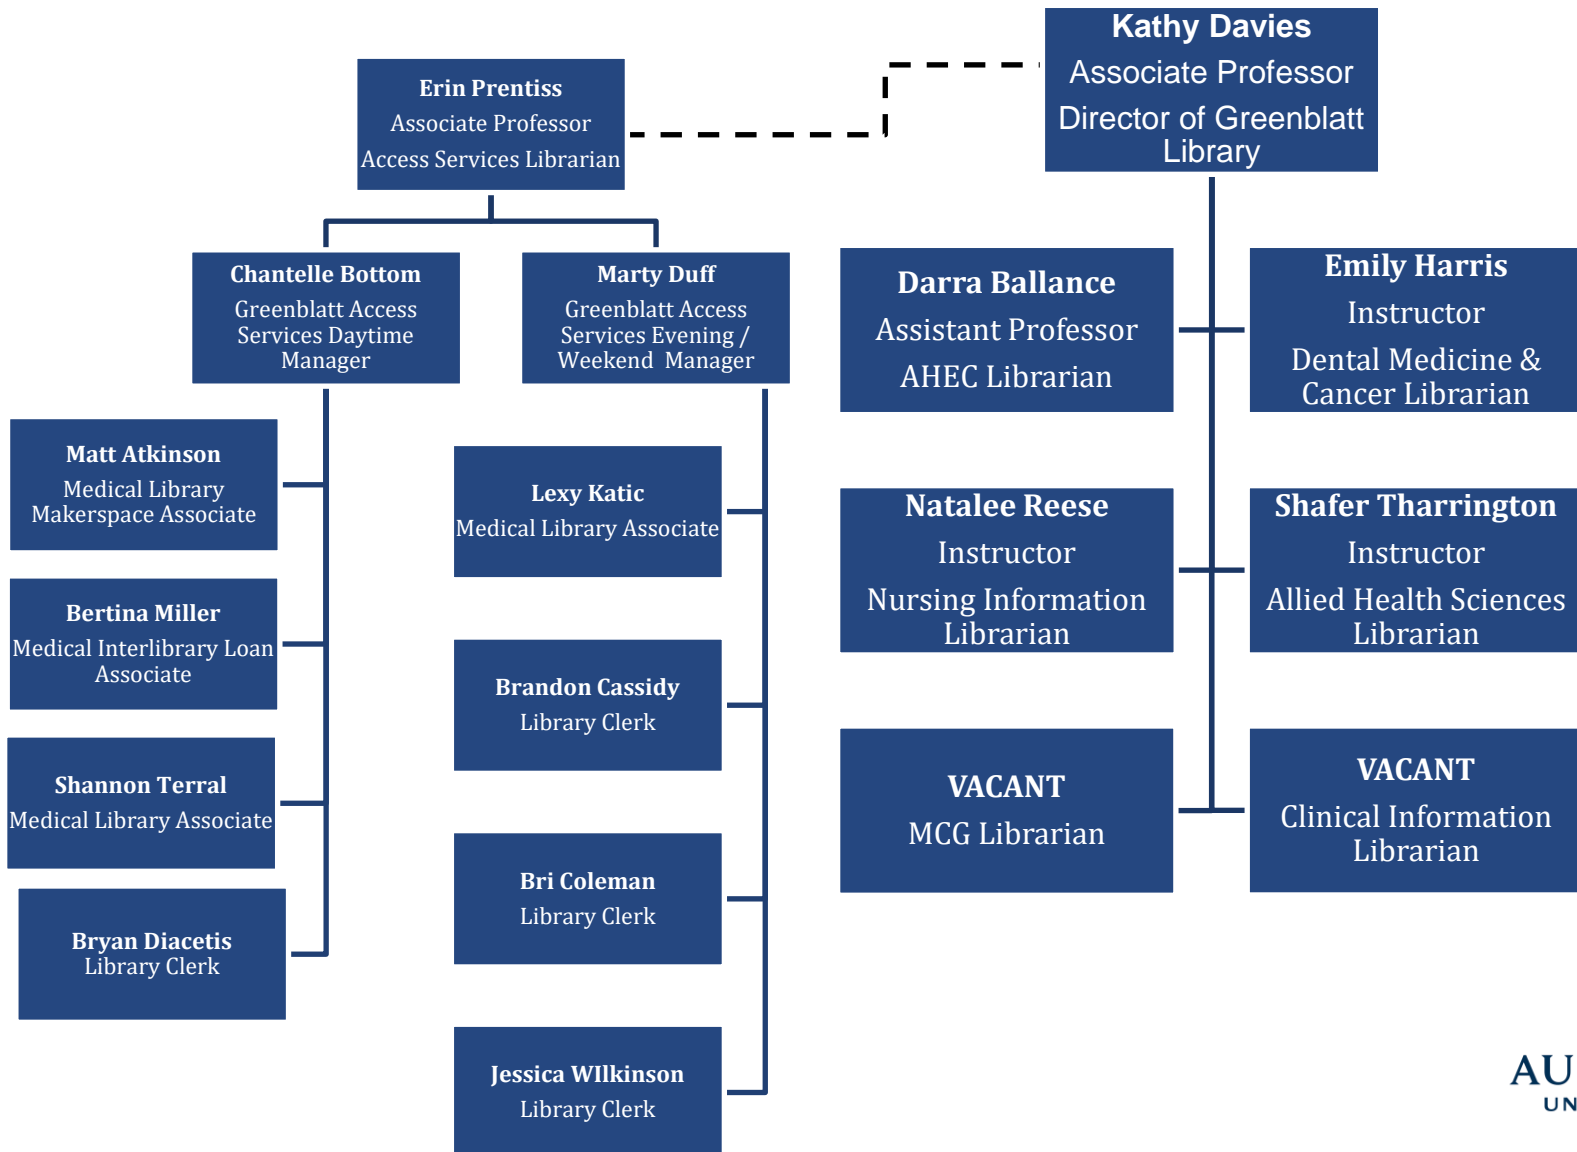 Kathy Davies
Associate Professor
Director of Greenblatt
Library
Erin Prentiss
Associate Professor
Access Services Librarian
Chantelle Bottom
Greenblatt Access
Services Daytime
Manager
Marty Duff
Greenblatt Access
Services Evening /
Weekend  Manager
Matt Atkinson
Medical Library
Makerspace Associate
Bertina Miller
Medical Interlibrary Loan
Associate
Shannon Terral
Medical Library Associate
Bryan Diacetis
Library Clerk
Lexy Katic
Medical Library Associate
Brandon Cassidy
Library Clerk
Bri Coleman
Library Clerk
Jessica WIlkinson
Library Clerk
Darra Ballance
Assistant Professor
AHEC Librarian
Emily Harris
Instructor
Dental Medicine &
Cancer Librarian
Natalee Reese
Instructor
Nursing Information
Librarian
Shafer Tharrington
Instructor
Allied Health Sciences
Librarian
VACANT
MCG Librarian
VACANT
Clinical Information
Librarian
AU
UN